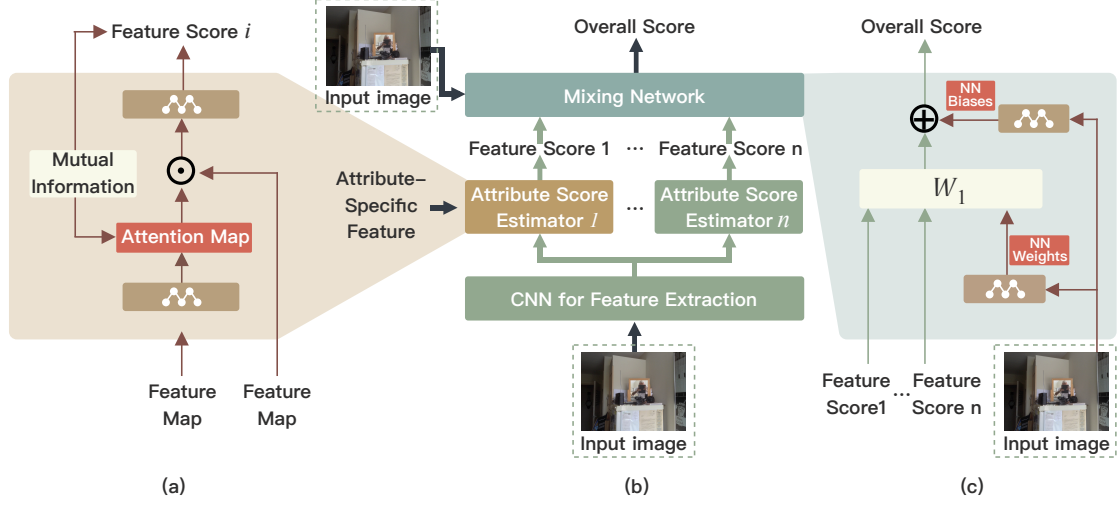 Feature Score i
Mutual
Information
Attention Map
Feature
Map
Feature
Map
(a)
Input image
Overall Score
Mixing Network
Feature Score 1 ... Feature Score n
Attribute-
Specific
Feature
Attribute Score
Estimator 1
...
Attribute Score
Estimator n
CNN for Feature Extraction
Input image
(b)
Overall Score
NN
Biases
W1
NN
Weights
Feature
Score1
...
Feature
Score n
Input image
(c)